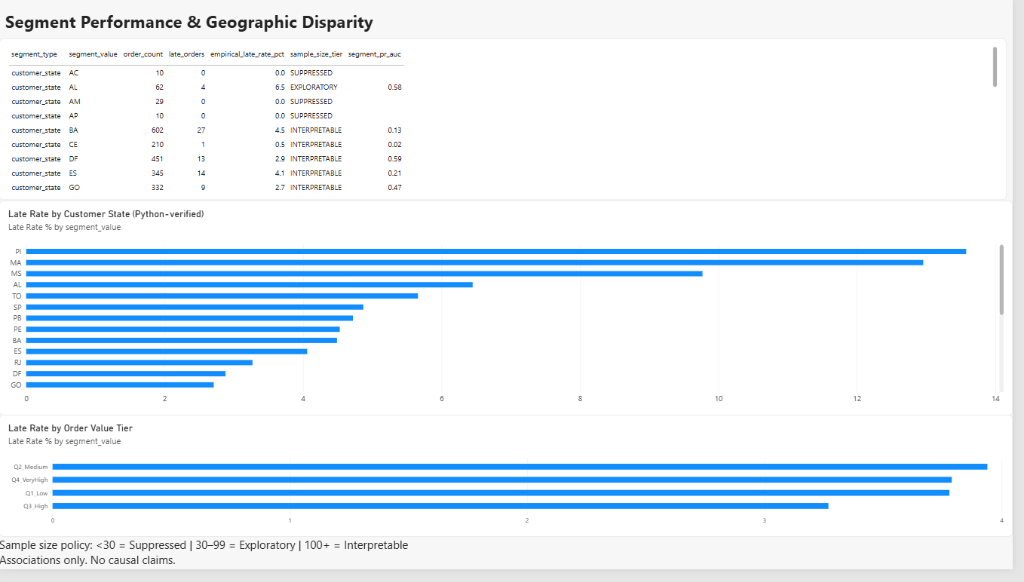 Segment Performance & Geographic Disparity
segment_type segment_value order_count late_orders empirical_late_rate_pct sample_size_tier segment_pr_auc
customer_state AC 10 0 0.0 SUPPRESSED
customer_state AL 62 4 6.5 EXPLORATORY 0.58
customer_state AM 29 0 0.0 SUPPRESSED
customer_state AP 10 0 0.0 SUPPRESSED
customer_state BA 602 27 4.5 INTERPRETABLE 0.13
customer_state CE 210 1 0.5 INTERPRETABLE 0.02
customer_state DF 451 13 2.9 INTERPRETABLE 0.59
customer_state ES 345 14 4.1 INTERPRETABLE 0.21
customer_state GO 332 9 2.7 INTERPRETABLE 0.47
Late Rate by Customer State (Python-verified)
Late Rate % by segment_value
PI
MA
MS
AL
TO
SP
PB
PE
BA
ES
RJ
DF
GO
0 2 4 6 8 10 12 14
Late Rate by Order Value Tier
Late Rate % by segment_value
Q2_Medium
Q4_VeryHigh
Q1_Low
Q3_High
0 1 2 3 4
Sample size policy: <30 = Suppressed | 30–99 = Exploratory | 100+ = Interpretable
Associations only. No causal claims.